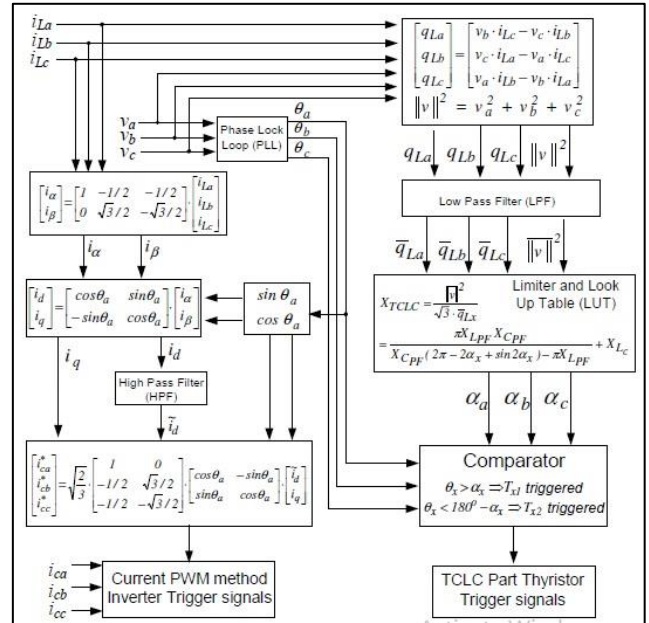 i_La
i_Lb
i_Lc
v_a
v_b
v_c
Phase Lock
Loop (PLL)
θ_a
θ_b
θ_c
[q_La q_Lb q_Lc] = [v_b · i_Lc − v_c · i_Lb
v_c · i_La − v_a · i_Lc
v_a · i_Lb − v_b · i_La]
‖v‖² = v_a² + v_b² + v_c²
q_La q_Lb q_Lc ‖v‖²
Low Pass Filter (LPF)
q̅_La q̅_Lb q̅_Lc ‖v‖²
Limiter and Look
Up Table (LUT)
X_TCLC = ‖v‖² / (√3 · q̅_Lx)
= πX_LPF X_CPF / (X_CPF (2π − 2α_x + sin2α_x) − πX_LPF) + X_Lc
α_a α_b α_c
Comparator
θ_x > α_x ⇒ T_x1 triggered
θ_x < 180° − α_x ⇒ T_x2 triggered
TCLC Part Thyristor
Trigger signals
[i_α i_β] = [1 −1/2 −1/2
0 √3/2 −√3/2] · [i_La i_Lb i_Lc]
i_α i_β
[i_d i_q] = [cosθ_a sinθ_a
−sinθ_a cosθ_a] · [i_α i_β]
sin θ_a
cos θ_a
i_q i_d
High Pass Filter
(HPF)
ĩ_d
[i*_ca i*_cb i*_cc] = √(2/3) · [1 0
−1/2 √3/2
−1/2 −√3/2] · [cosθ_a −sinθ_a
sinθ_a cosθ_a] · [ĩ_d i_q]
i_ca
i_cb
i_cc
Current PWM method
Inverter Trigger signals